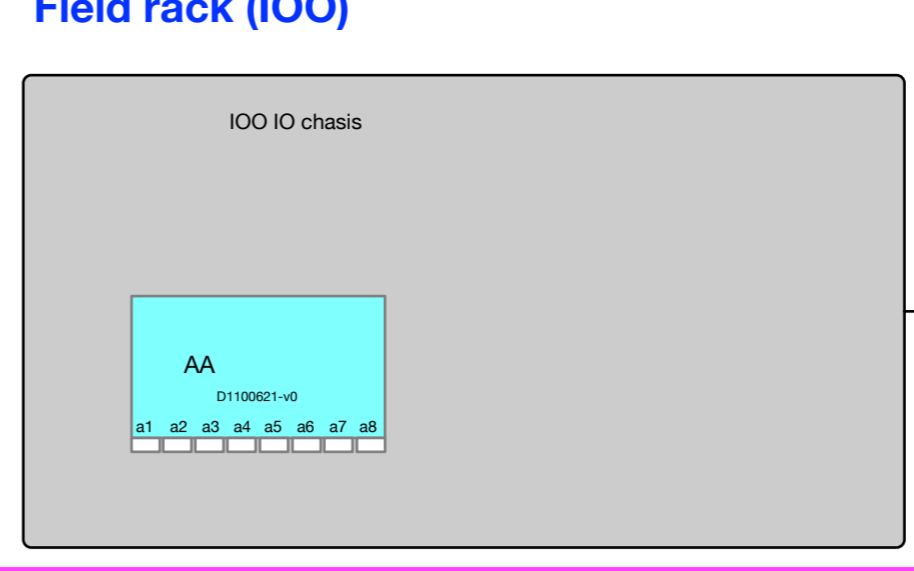 Field rack (IOO)
IOO IO chasis
AA
D1100621-v0
a1 a2 a3 a4 a5 a6 a7 a8